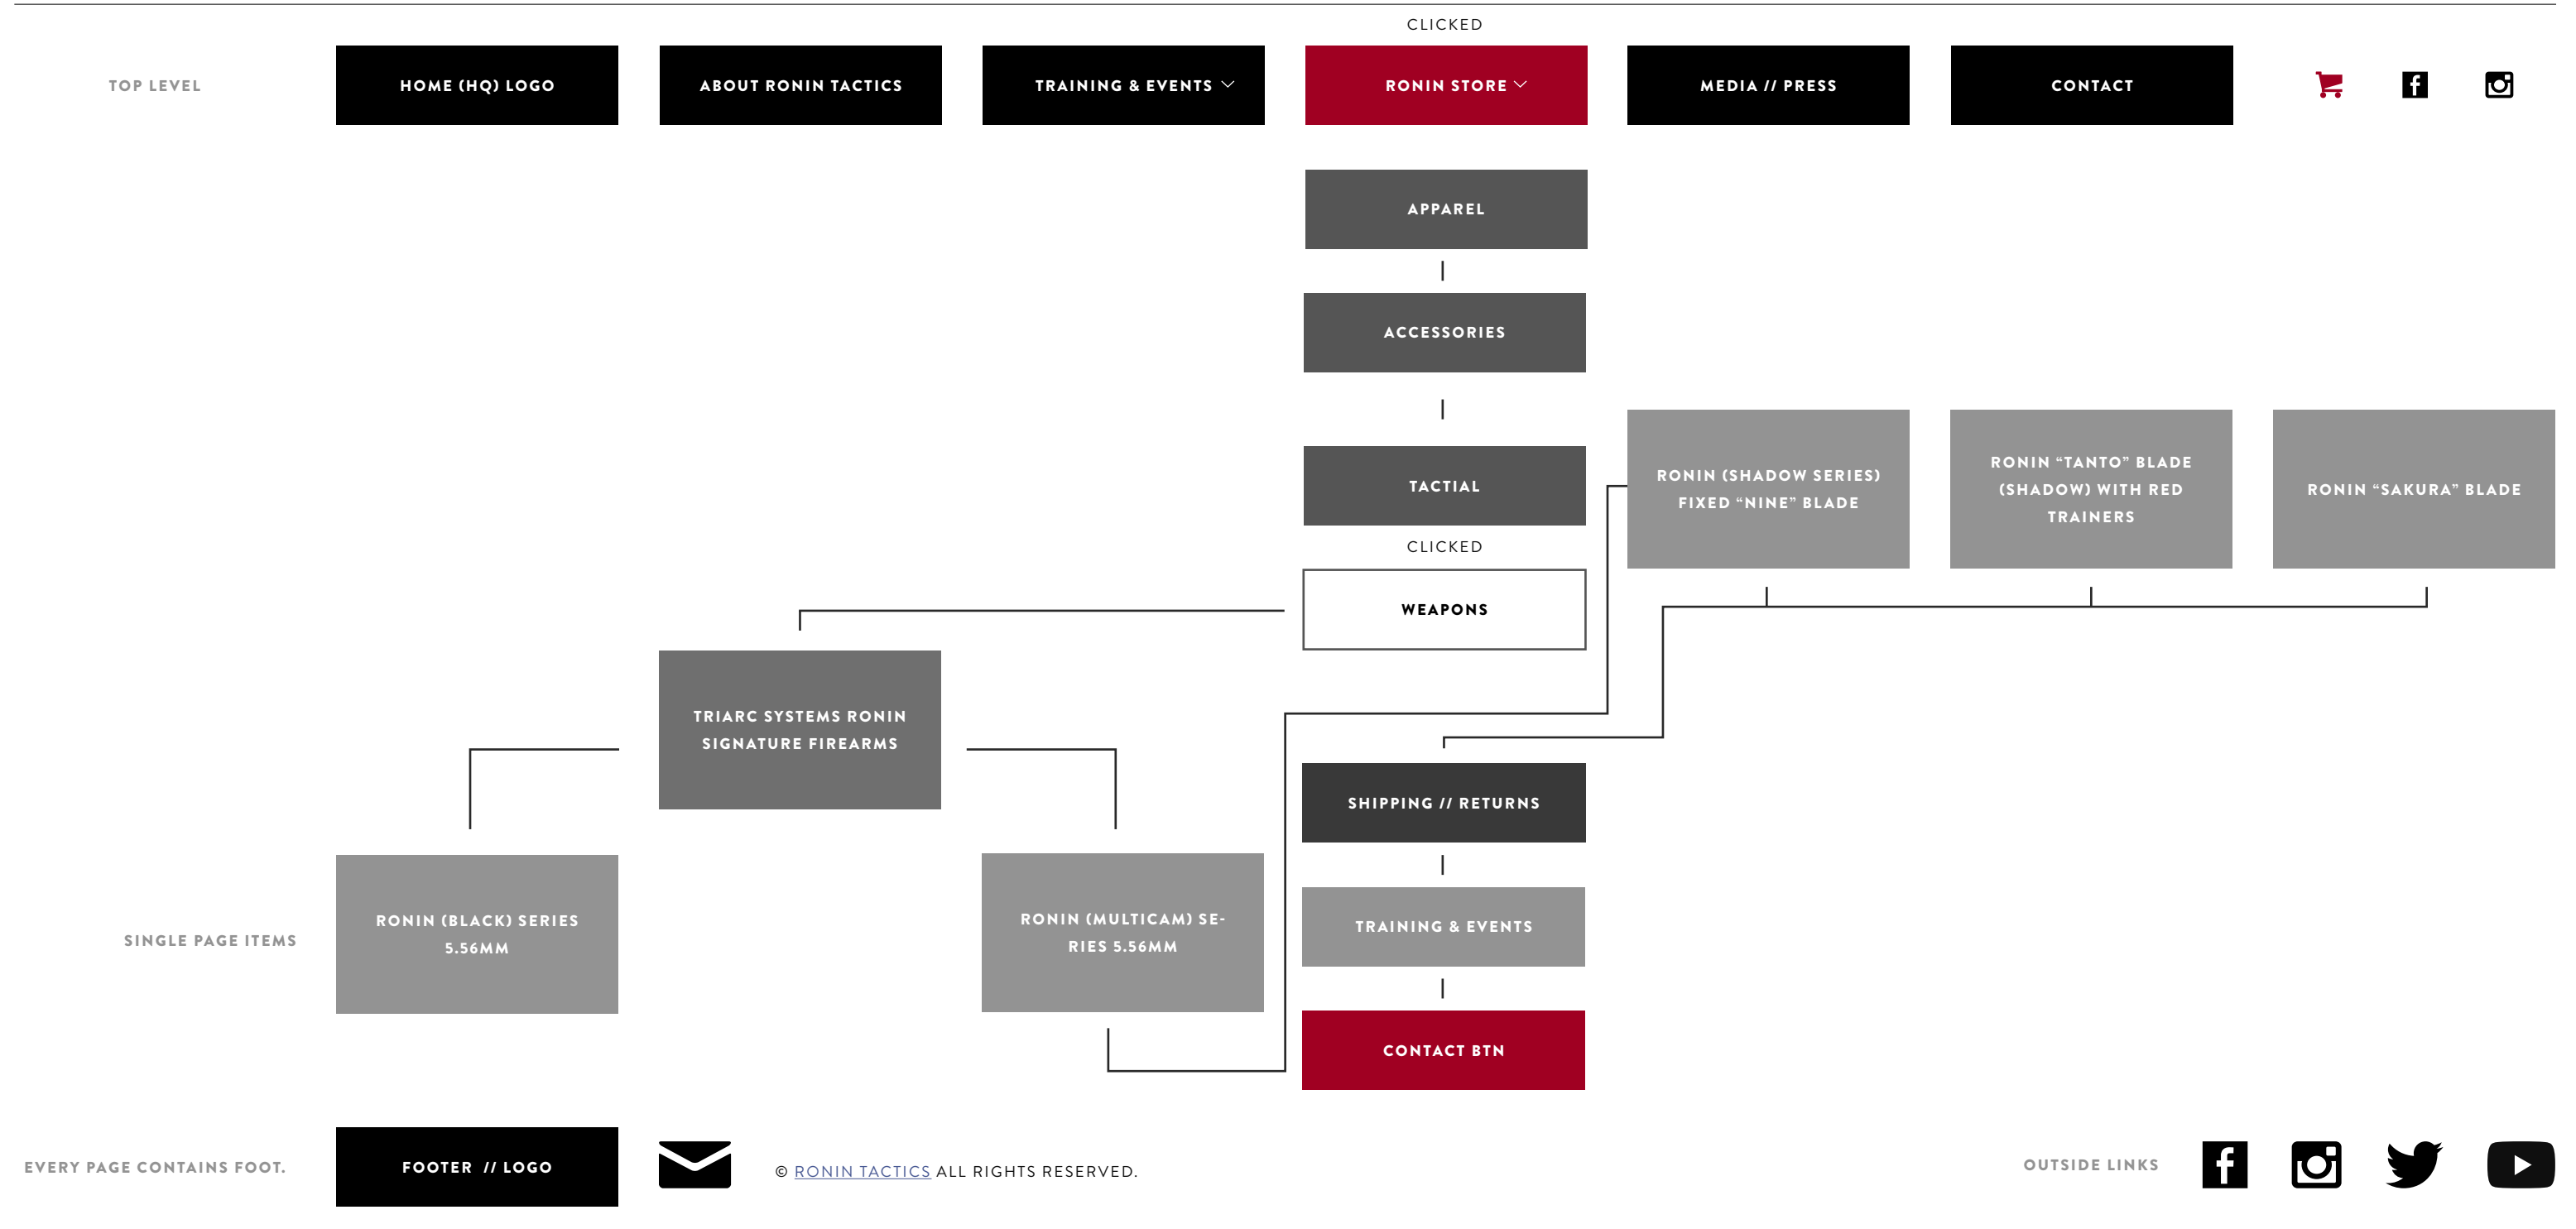 CLICKED
TOP LEVEL
HOME (HQ) LOGO
ABOUT RONIN TACTICS
TRAINING & EVENTS
RONIN STORE
MEDIA // PRESS
CONTACT
APPAREL
ACCESSORIES
TACTIAL
CLICKED
WEAPONS
RONIN (SHADOW SERIES)
FIXED “NINE” BLADE
RONIN “TANTO” BLADE
(SHADOW) WITH RED
TRAINERS
RONIN “SAKURA” BLADE
TRIARC SYSTEMS RONIN
SIGNATURE FIREARMS
SHIPPING // RETURNS
SINGLE PAGE ITEMS
RONIN (BLACK) SERIES
5.56MM
RONIN (MULTICAM) SE-
RIES 5.56MM
TRAINING & EVENTS
CONTACT BTN
EVERY PAGE CONTAINS FOOT.
FOOTER // LOGO
© RONIN TACTICS ALL RIGHTS RESERVED.
OUTSIDE LINKS